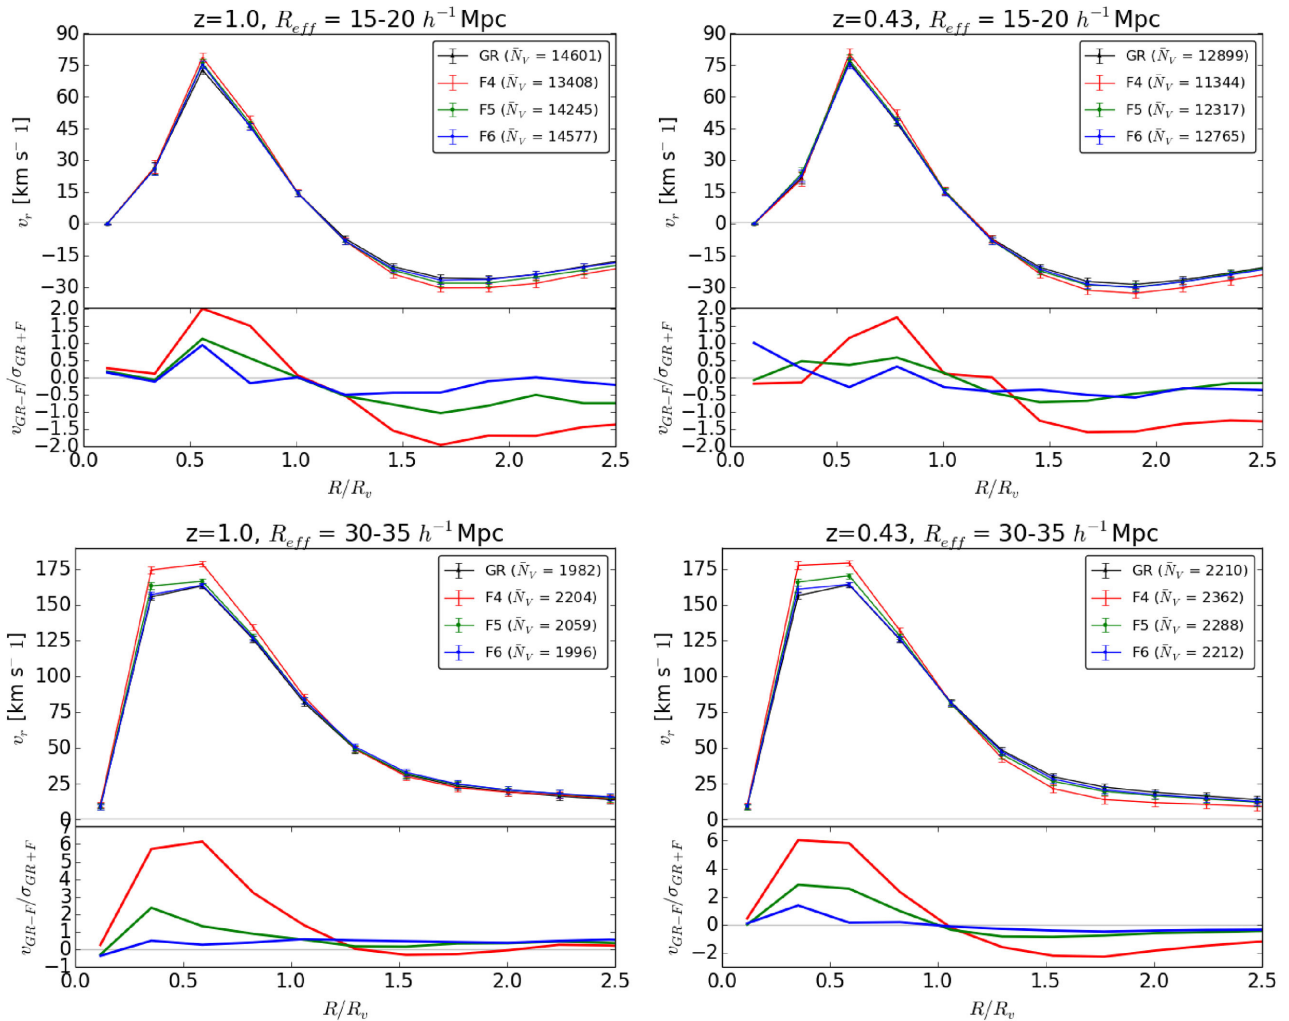 z=1.0, R_eff = 15-20 h⁻¹ Mpc
90
75
60
45
30
15
0
−15
−30
v_r [km s⁻ 1]
GR (N̄_V = 14601)
F4 (N̄_V = 13408)
F5 (N̄_V = 14245)
F6 (N̄_V = 14577)
2.0
1.5
1.0
0.5
0.0
−0.5
−1.0
−1.5
−2.0
v_GR−F/σ_GR+F
0.0 0.5 1.0 1.5 2.0 2.5
R/R_v
z=0.43, R_eff = 15-20 h⁻¹ Mpc
90
75
60
45
30
15
0
−15
−30
v_r [km s⁻ 1]
GR (N̄_V = 12899)
F4 (N̄_V = 11344)
F5 (N̄_V = 12317)
F6 (N̄_V = 12765)
2.0
1.5
1.0
0.5
0.0
−0.5
−1.0
−1.5
−2.0
v_GR−F/σ_GR+F
0.0 0.5 1.0 1.5 2.0 2.5
R/R_v
z=1.0, R_eff = 30-35 h⁻¹ Mpc
175
150
125
100
75
50
25
0
v_r [km s⁻ 1]
GR (N̄_V = 1982)
F4 (N̄_V = 2204)
F5 (N̄_V = 2059)
F6 (N̄_V = 1996)
7
6
5
4
3
2
1
0
−1
v_GR−F/σ_GR+F
0.0 0.5 1.0 1.5 2.0 2.5
R/R_v
z=0.43, R_eff = 30-35 h⁻¹ Mpc
175
150
125
100
75
50
25
0
v_r [km s⁻ 1]
GR (N̄_V = 2210)
F4 (N̄_V = 2362)
F5 (N̄_V = 2288)
F6 (N̄_V = 2212)
6
4
2
0
−2
v_GR−F/σ_GR+F
0.0 0.5 1.0 1.5 2.0 2.5
R/R_v